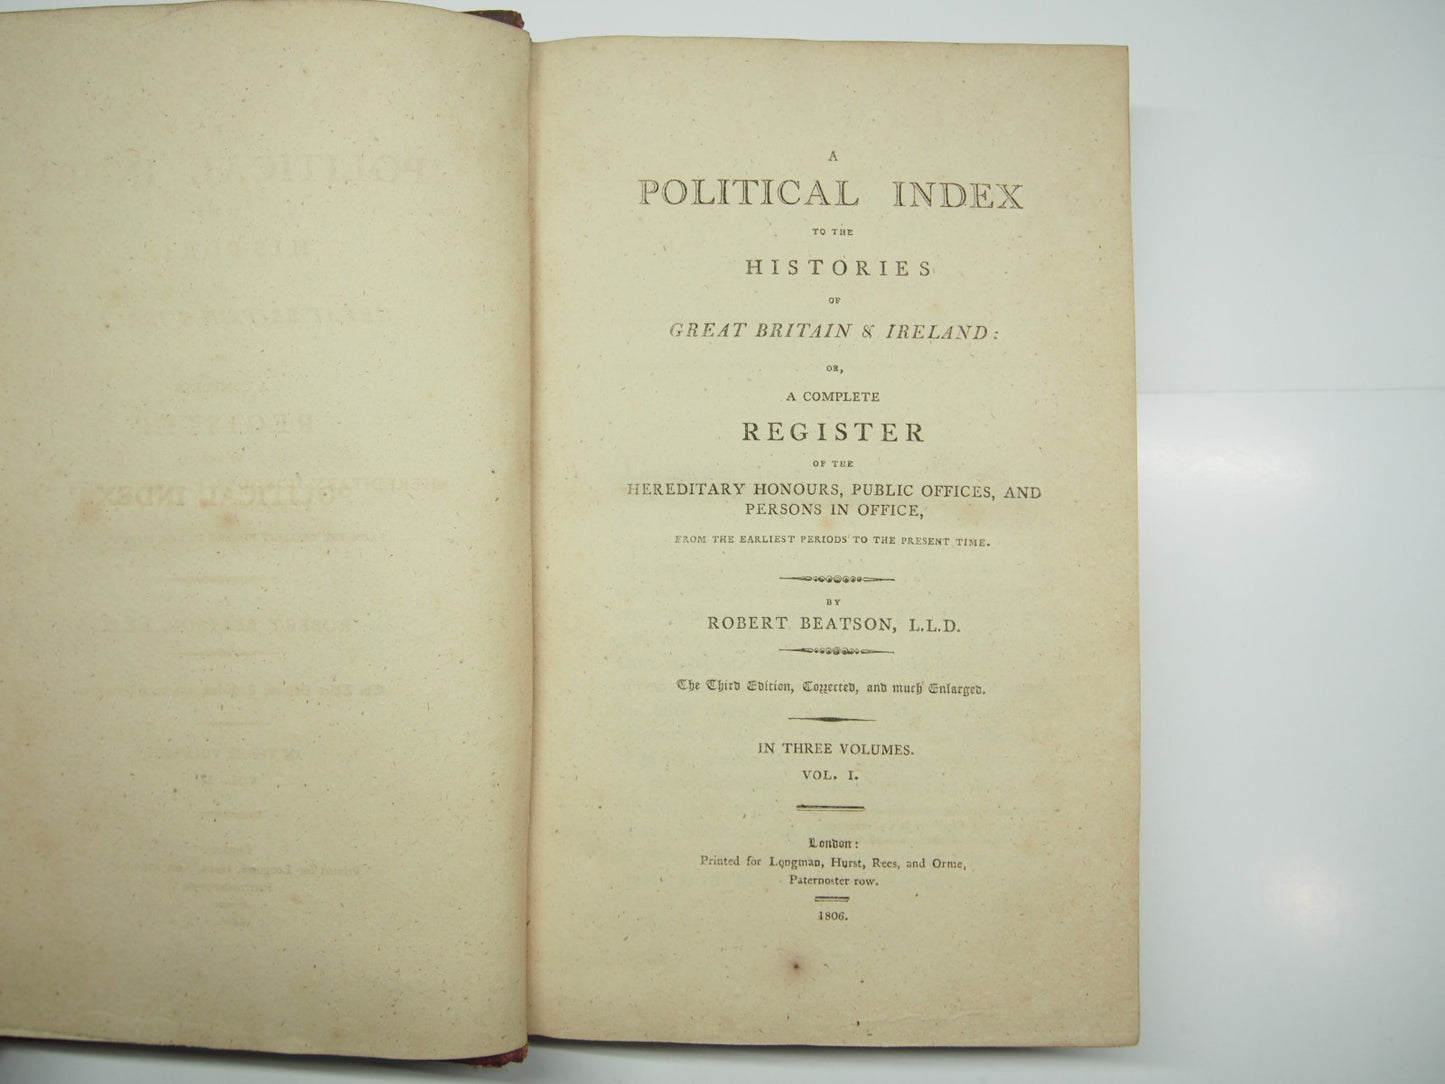 A
POLITICAL INDEX
TO THE
HISTORIES
OF
GREAT BRITAIN & IRELAND:
OR,
A COMPLETE
REGISTER
OF THE
HEREDITARY HONOURS, PUBLIC OFFICES, AND
PERSONS IN OFFICE,
FROM THE EARLIEST PERIODS TO THE PRESENT TIME.
BY
ROBERT BEATSON, L.L.D.
The Third Edition, Corrected, and much Enlarged.
IN THREE VOLUMES.
VOL. I.
London:
Printed for Longman, Hurst, Rees, and Orme,
Paternoster row.
1806.